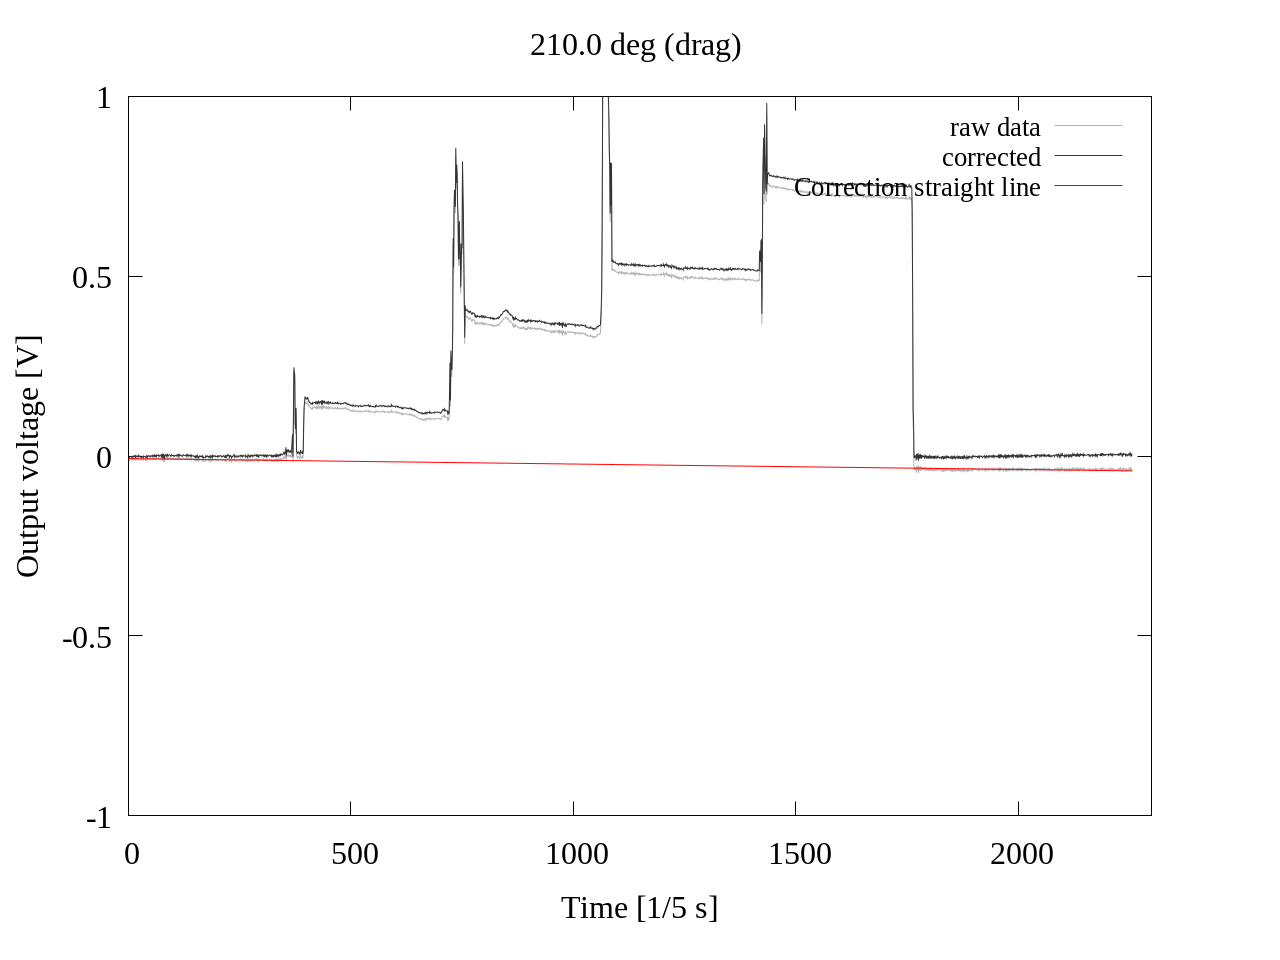 210.0 deg (drag)
raw data
corrected
Correction straight line
1
0.5
0
-0.5
-1
Output voltage [V]
0 500 1000 1500 2000
Time [1/5 s]